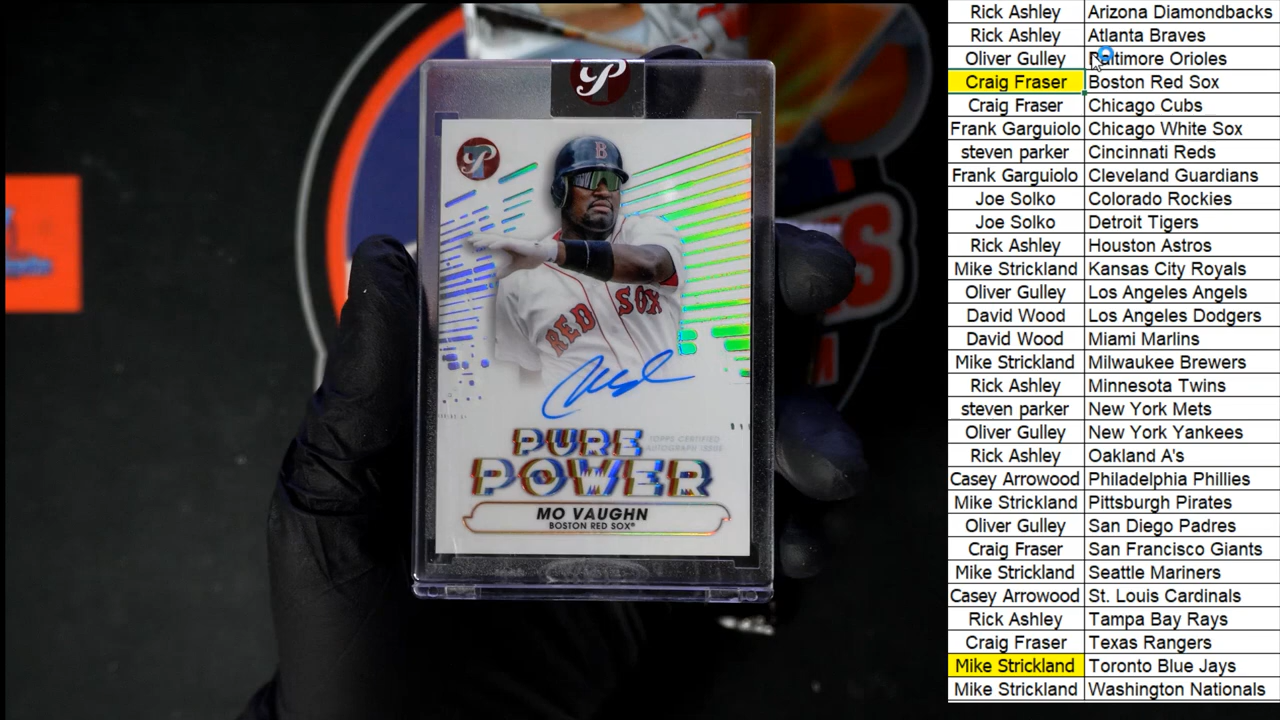 B
RED SOX
TOPPS CERTIFIED
AUTOGRAPH ISSUE
PURE
POWER
MO VAUGHN
BOSTON RED SOX®
Rick Ashley Arizona Diamondbacks
Rick Ashley Atlanta Braves
Oliver Gulley Baltimore Orioles
Craig Fraser Boston Red Sox
Craig Fraser Chicago Cubs
Frank Garguiolo Chicago White Sox
steven parker Cincinnati Reds
Frank Garguiolo Cleveland Guardians
Joe Solko Colorado Rockies
Joe Solko Detroit Tigers
Rick Ashley Houston Astros
Mike Strickland Kansas City Royals
Oliver Gulley Los Angeles Angels
David Wood Los Angeles Dodgers
David Wood Miami Marlins
Mike Strickland Milwaukee Brewers
Rick Ashley Minnesota Twins
steven parker New York Mets
Oliver Gulley New York Yankees
Rick Ashley Oakland A's
Casey Arrowood Philadelphia Phillies
Mike Strickland Pittsburgh Pirates
Oliver Gulley San Diego Padres
Craig Fraser San Francisco Giants
Mike Strickland Seattle Mariners
Casey Arrowood St. Louis Cardinals
Rick Ashley Tampa Bay Rays
Craig Fraser Texas Rangers
Mike Strickland Toronto Blue Jays
Mike Strickland Washington Nationals